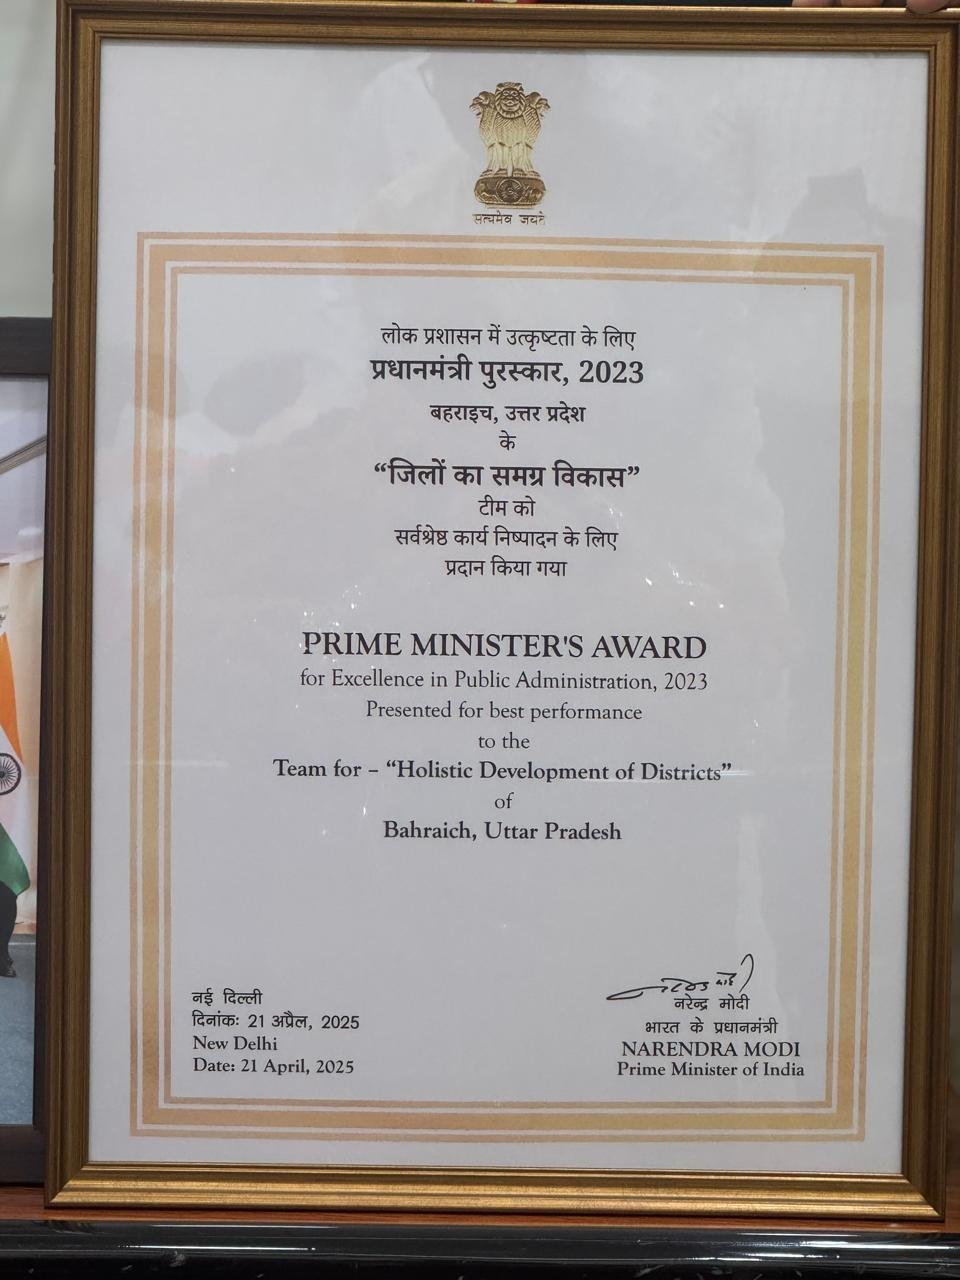 सत्यमेव जयते
लोक प्रशासन में उत्कृष्टता के लिए
प्रधानमंत्री पुरस्कार, 2023
बहराइच, उत्तर प्रदेश
के
“जिलों का समग्र विकास”
टीम को
सर्वश्रेष्ठ कार्य निष्पादन के लिए
प्रदान किया गया
PRIME MINISTER'S AWARD
for Excellence in Public Administration, 2023
Presented for best performance
to the
Team for – “Holistic Development of Districts”
of
Bahraich, Uttar Pradesh
नई दिल्ली
दिनांकः 21 अप्रैल, 2025
New Delhi
Date: 21 April, 2025
नरेन्द्र मोदी
भारत के प्रधानमंत्री
NARENDRA MODI
Prime Minister of India